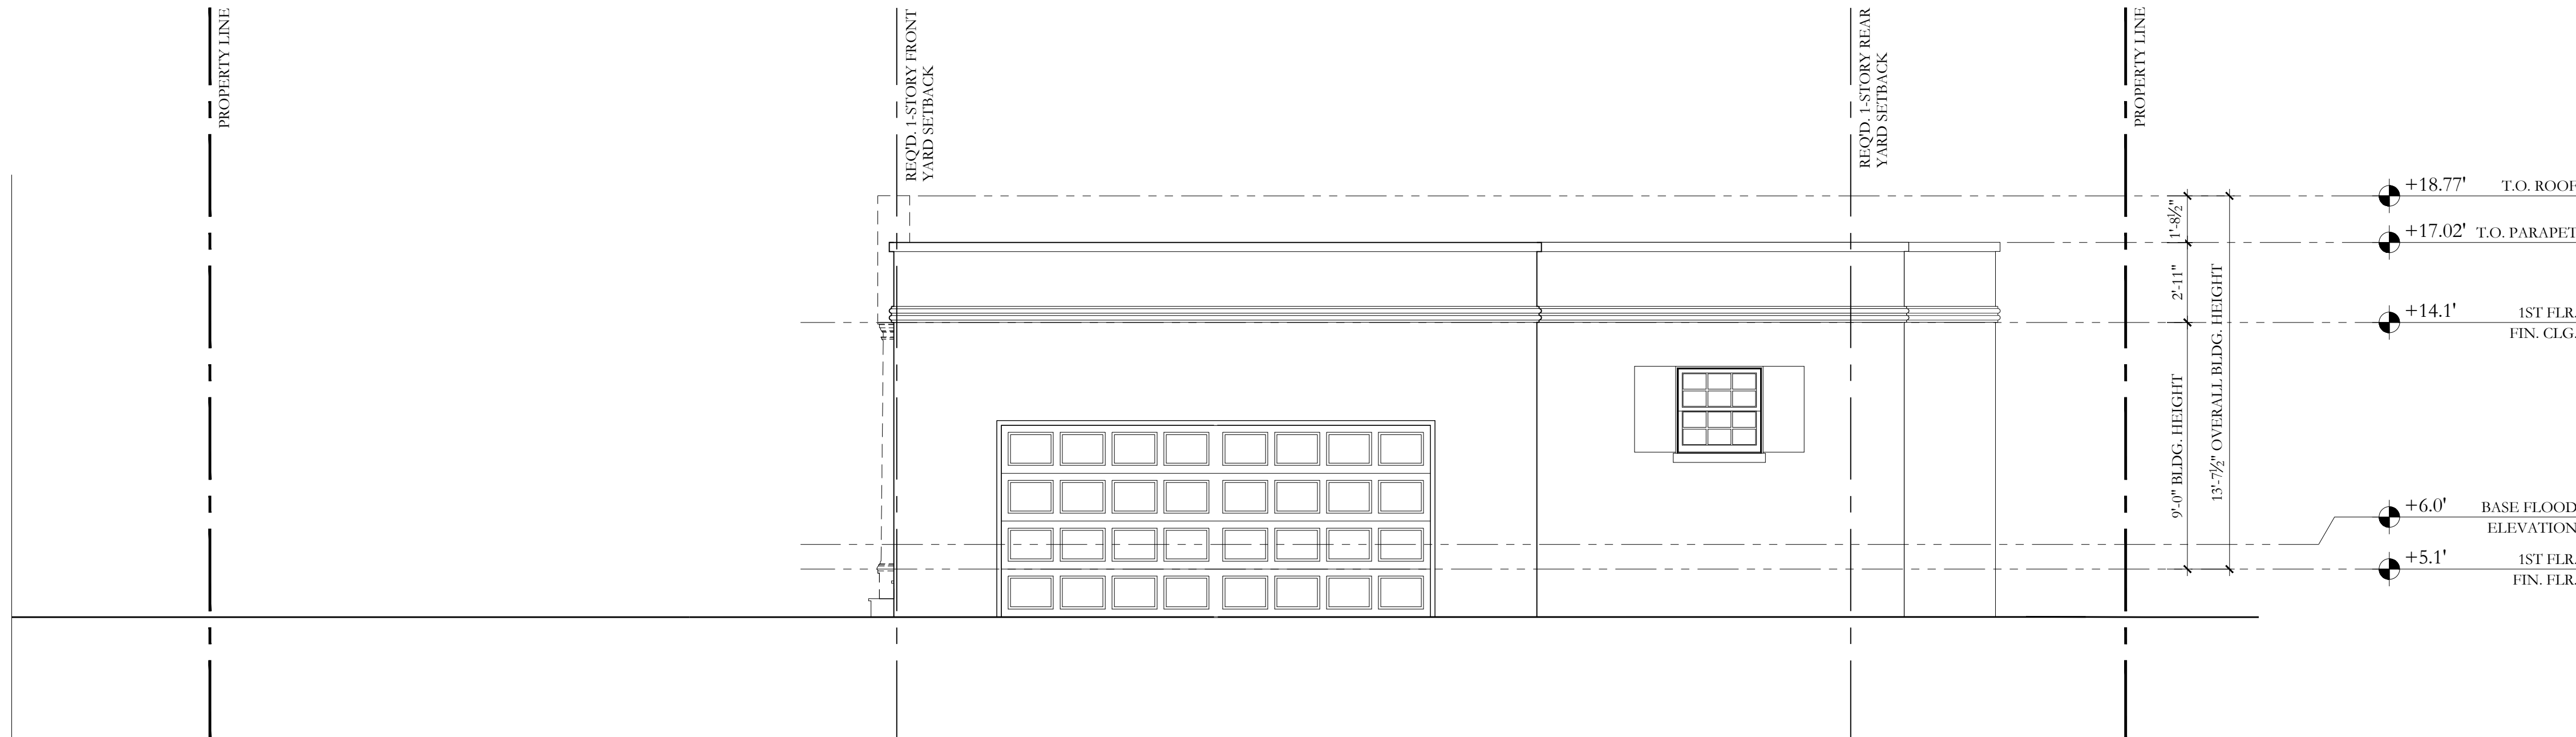 PROPERTY LINE
REQ'D. 1-STORY FRONT
YARD SETBACK
REQ'D. 1-STORY REAR
YARD SETBACK
PROPERTY LINE
+18.77' T.O. ROOF
1'-8½"
+17.02' T.O. PARAPET
2'-11"
+14.1' 1ST FLR.
FIN. CLG.
9'-0" BLDG. HEIGHT
13'-7½" OVERALL BLDG. HEIGHT
+6.0' BASE FLOOD
ELEVATION
+5.1' 1ST FLR.
FIN. FLR.